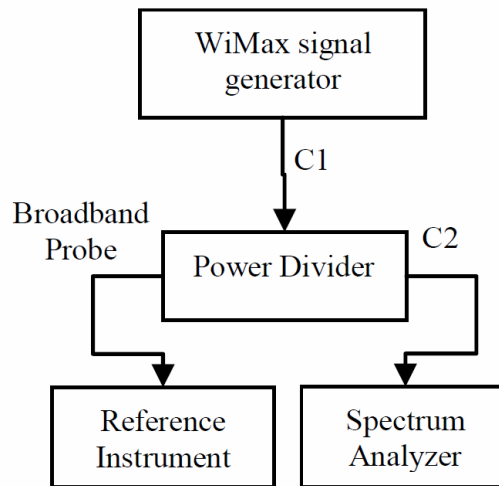 WiMax signal
generator
C1
Broadband
Probe
C2
Power Divider
Reference
Instrument
Spectrum
Analyzer